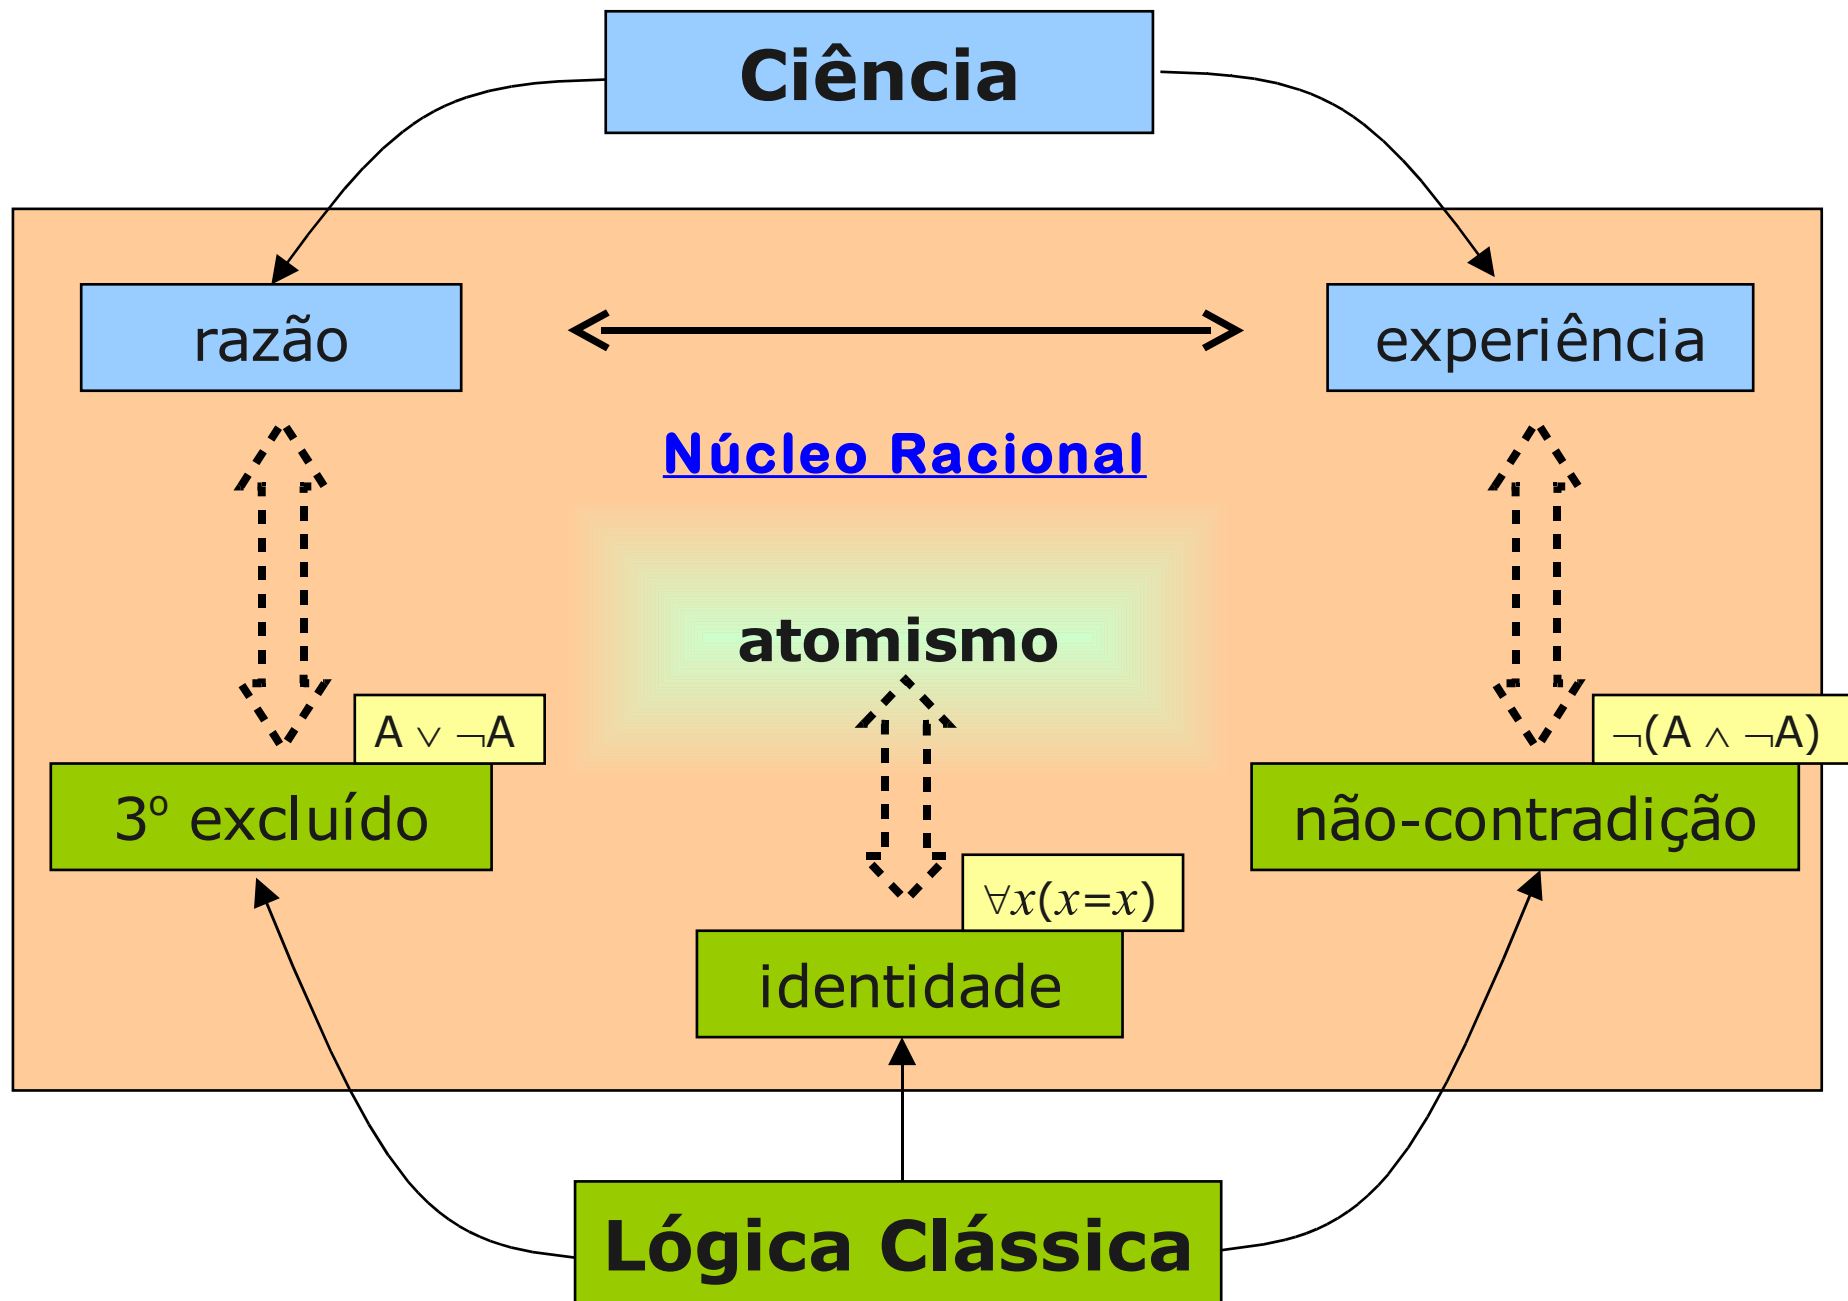 Ciência
razão
experiência
Núcleo Racional
atomismo
A ∨ ¬A
¬(A ∧ ¬A)
3º excluído
não-contradição
∀x(x=x)
identidade
Lógica Clássica